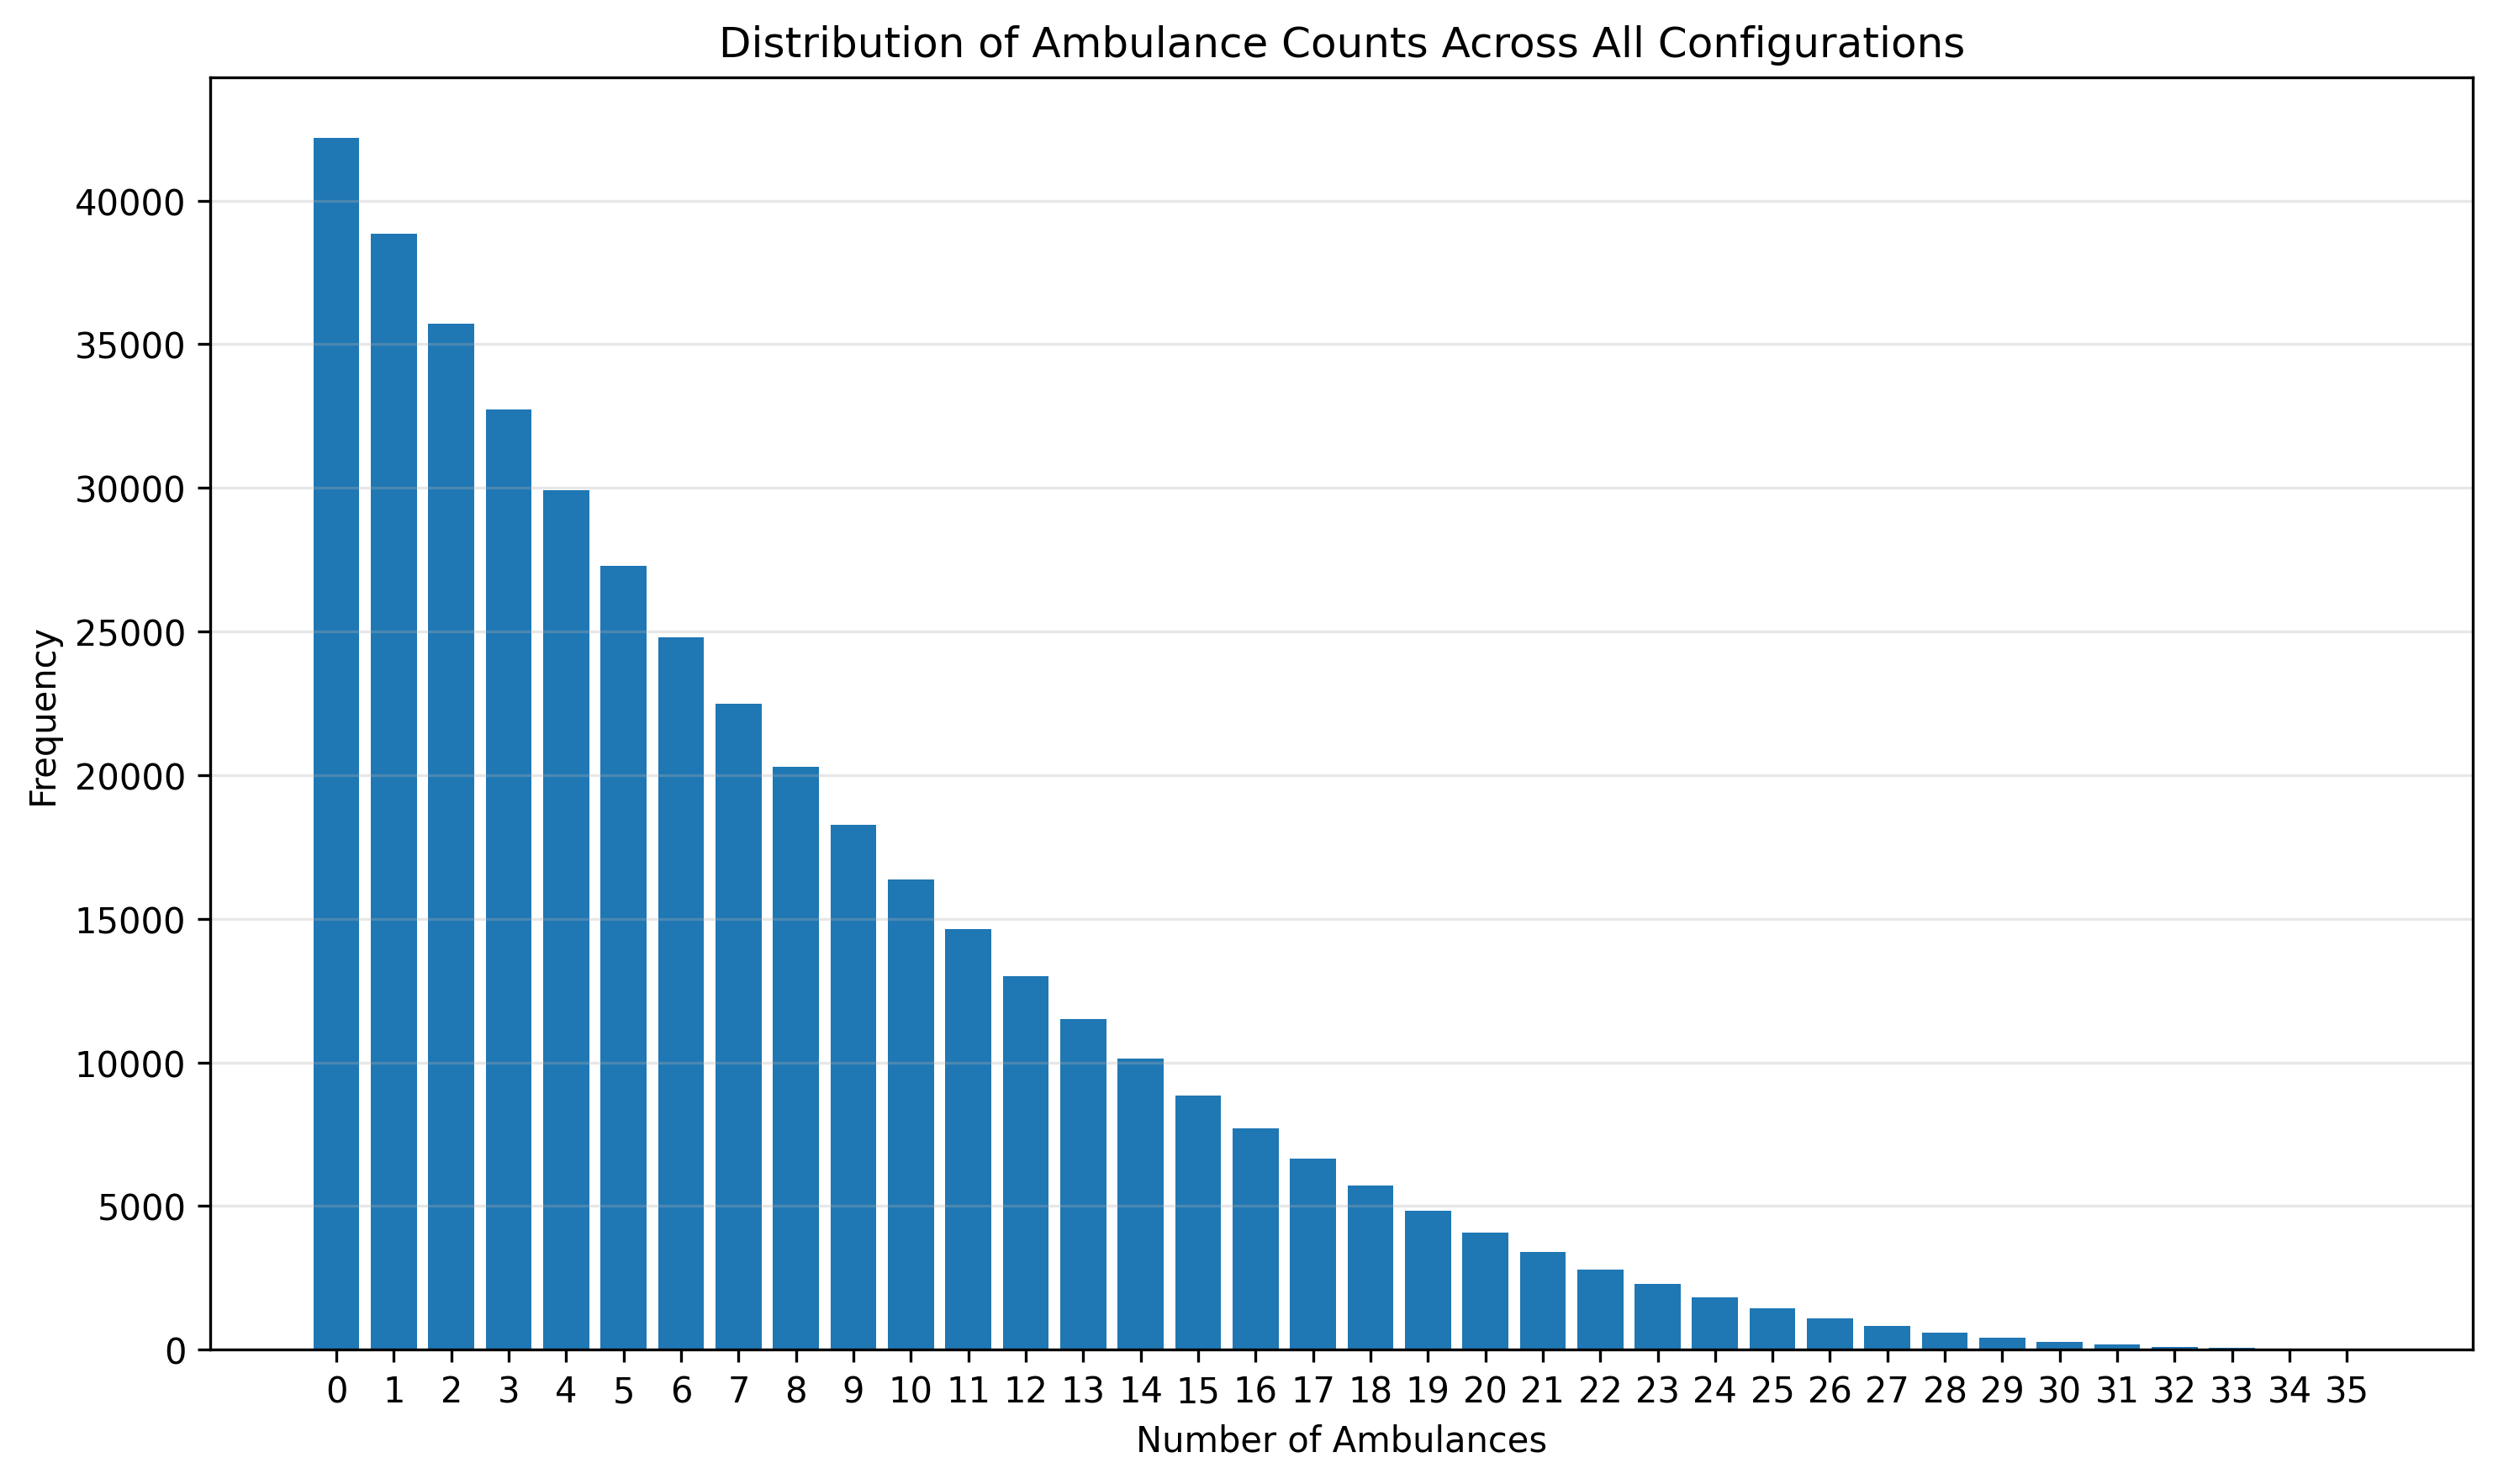 Distribution of Ambulance Counts Across All Configurations
Frequency
40000
35000
30000
25000
20000
15000
10000
5000
0
0 1 2 3 4 5 6 7 8 9 10 11 12 13 14 15 16 17 18 19 20 21 22 23 24 25 26 27 28 29 30 31 32 33 34 35
Number of Ambulances